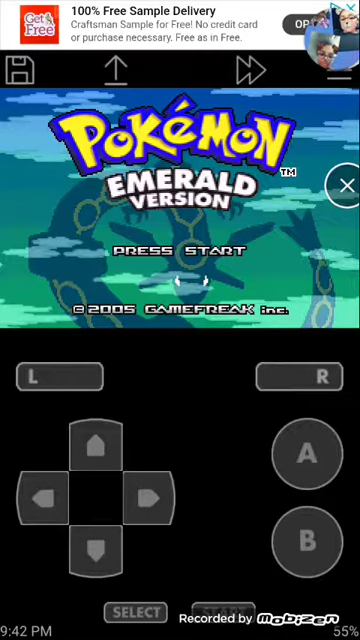 100% Free Sample Delivery
Get it Free
Craftsman Sample for Free! No credit card
or purchase necessary. Free as in Free.
OP
POKéMON
TM
EMERALD
VERSION
PRESS START
© 2005 GAMEFREAK inc.
L
R
A
B
SELECT
START
Recorded by Mobizen
9:42 PM
55%